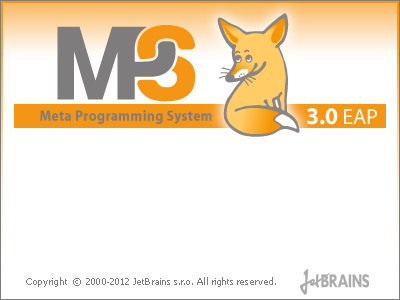 MPS
Meta Programming System
3.0 EAP
Copyright © 2000-2012 JetBrains s.r.o. All rights reserved.
JetBRAINS